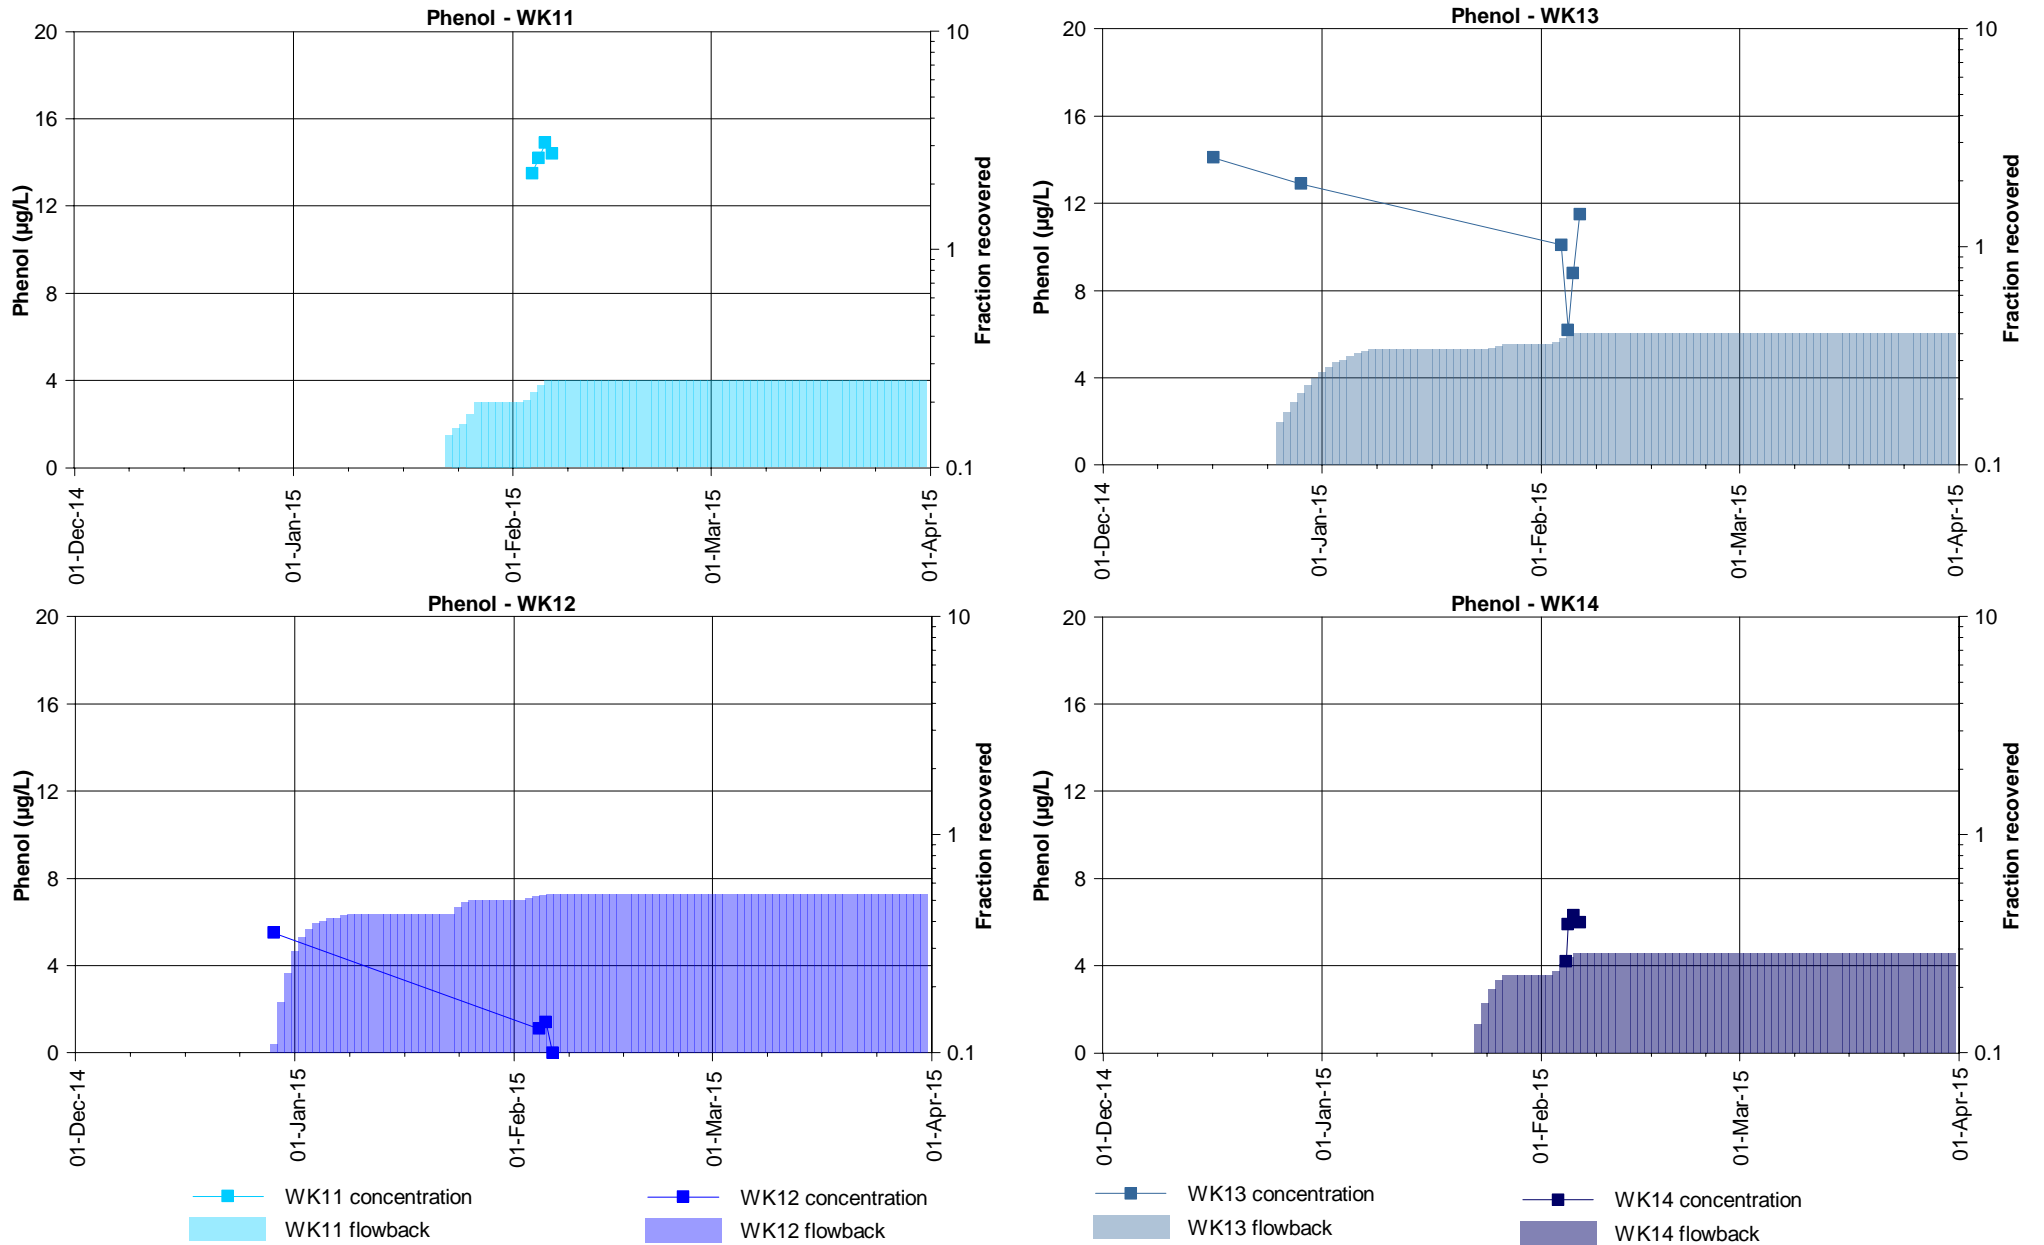 Phenol - WK11
20
16
12
8
4
0
Phenol (µg/L)
10
1
0.1
Fraction recovered
01-Dec-14
01-Jan-15
01-Feb-15
01-Mar-15
01-Apr-15
Phenol - WK13
20
16
12
8
4
0
Phenol (µg/L)
10
1
0.1
Fraction recovered
01-Dec-14
01-Jan-15
01-Feb-15
01-Mar-15
01-Apr-15
Phenol - WK12
20
16
12
8
4
0
Phenol (µg/L)
10
1
0.1
Fraction recovered
01-Dec-14
01-Jan-15
01-Feb-15
01-Mar-15
01-Apr-15
Phenol - WK14
20
16
12
8
4
0
Phenol (µg/L)
10
1
0.1
Fraction recovered
01-Dec-14
01-Jan-15
01-Feb-15
01-Mar-15
01-Apr-15
WK11 concentration
WK11 flowback
WK12 concentration
WK12 flowback
WK13 concentration
WK13 flowback
WK14 concentration
WK14 flowback